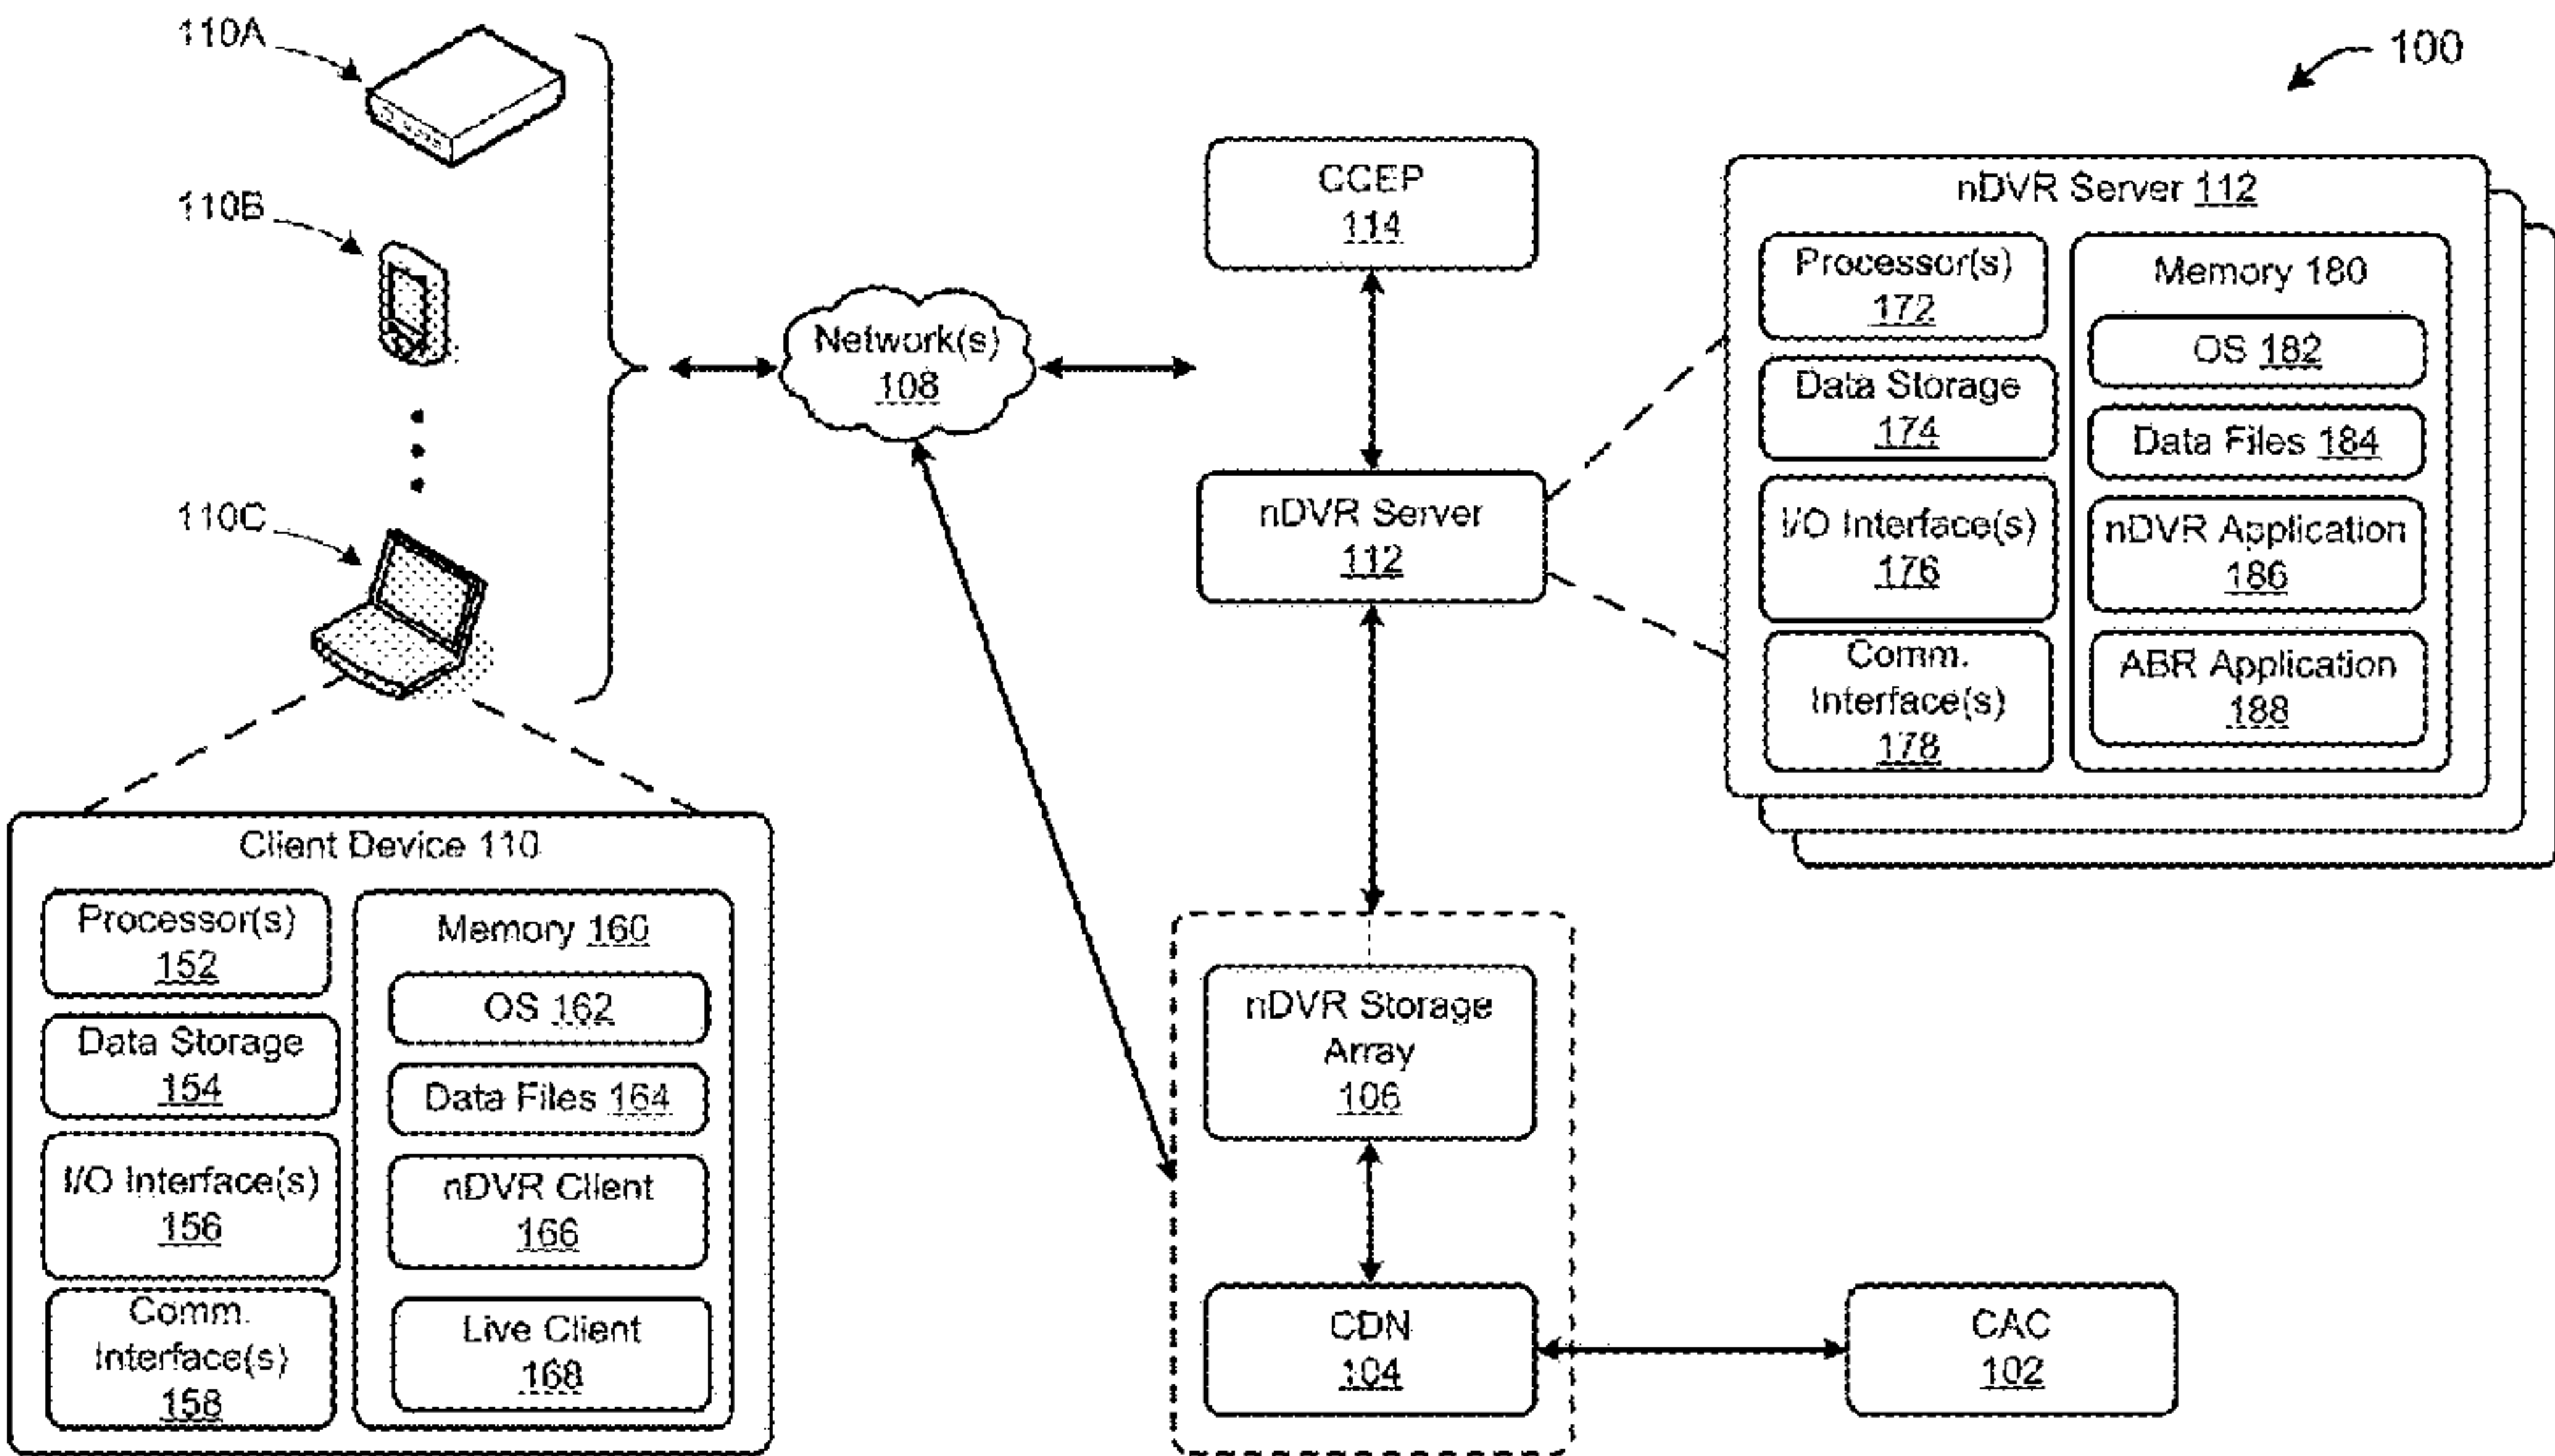 100
110A
110B
110C
Network(s)
108
CCEP
114
nDVR Server
112
nDVR Server 112
Processor(s)
172
Data Storage
174
I/O Interface(s)
176
Comm.
Interface(s)
178
Memory 180
OS 182
Data Files 184
nDVR Application
186
ABR Application
188
Client Device 110
Processor(s)
152
Data Storage
154
I/O Interface(s)
156
Comm.
Interface(s)
158
Memory 160
OS 162
Data Files 164
nDVR Client
166
Live Client
168
nDVR Storage
Array
106
CDN
104
CAC
102